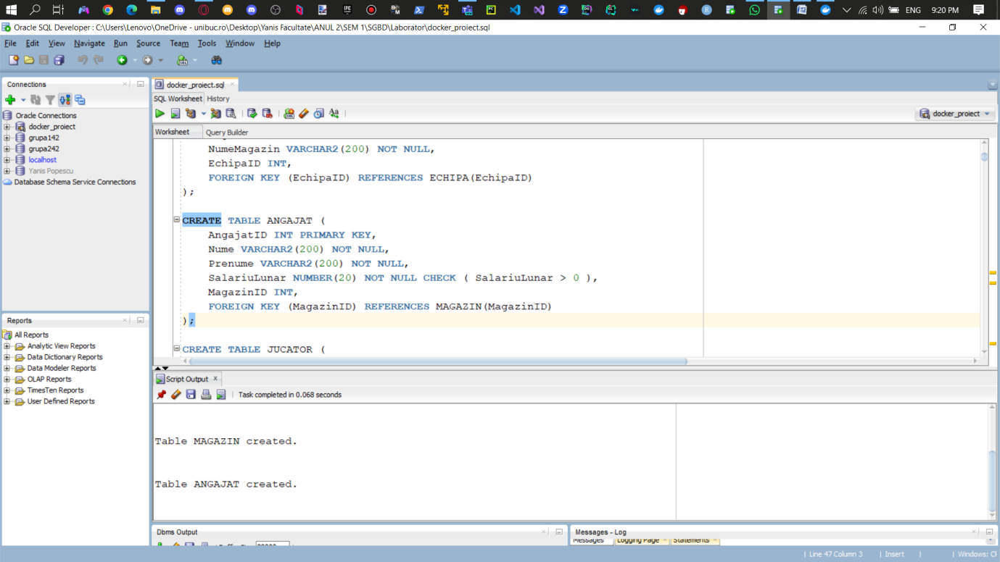 ENG 9:20 PM
Oracle SQL Developer : C:\Users\Lenovo\OneDrive - unibuc.ro\Desktop\Yanis Facultate\ANUL 2\SEM 1\SGBD\Laborator\docker_proiect.sql
File Edit View Navigate Run Source Team Tools Window Help
Connections
docker_proiect.sql
SQL Worksheet History
docker_proiect
Worksheet Query Builder
Oracle Connections
docker_proiect
grupa142
grupa242
localhost
Yanis Popescu
Database Schema Service Connections
NumeMagazin VARCHAR2(200) NOT NULL,
EchipaID INT,
FOREIGN KEY (EchipaID) REFERENCES ECHIPA(EchipaID)
);
CREATE TABLE ANGAJAT (
AngajatID INT PRIMARY KEY,
Nume VARCHAR2(200) NOT NULL,
Prenume VARCHAR2(200) NOT NULL,
SalariuLunar NUMBER(20) NOT NULL CHECK ( SalariuLunar > 0 ),
MagazinID INT,
FOREIGN KEY (MagazinID) REFERENCES MAGAZIN(MagazinID)
);
CREATE TABLE JUCATOR (
Reports
All Reports
Analytic View Reports
Data Dictionary Reports
Data Modeler Reports
OLAP Reports
TimesTen Reports
User Defined Reports
Script Output
Task completed in 0.068 seconds
Table MAGAZIN created.
Table ANGAJAT created.
Dbms Output
Messages - Log
Messages Logging Page Statements
Line 47 Column 3 Insert Windows: